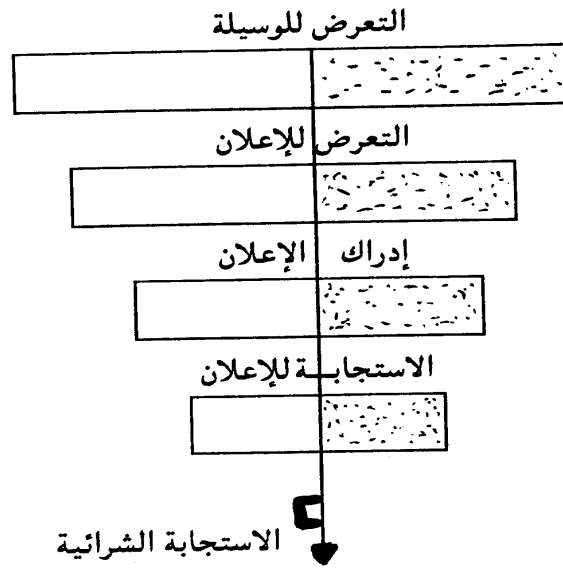 التعرض للوسيلة
التعرض للإعلان
إدراك الإعلان
الاستجابة للإعلان
الاستجابة الشرائية